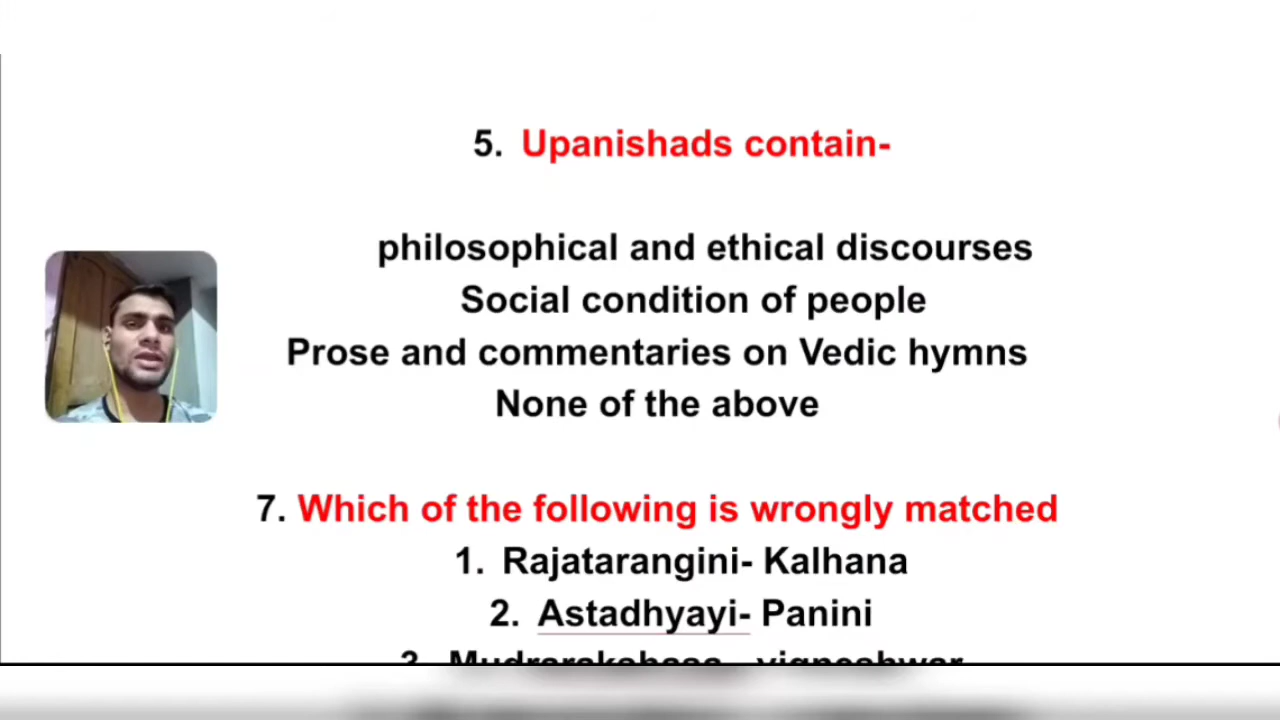 5. Upanishads contain-
philosophical and ethical discourses
Social condition of people
Prose and commentaries on Vedic hymns
None of the above
7. Which of the following is wrongly matched
1. Rajatarangini- Kalhana
2. Astadhyayi- Panini
3.